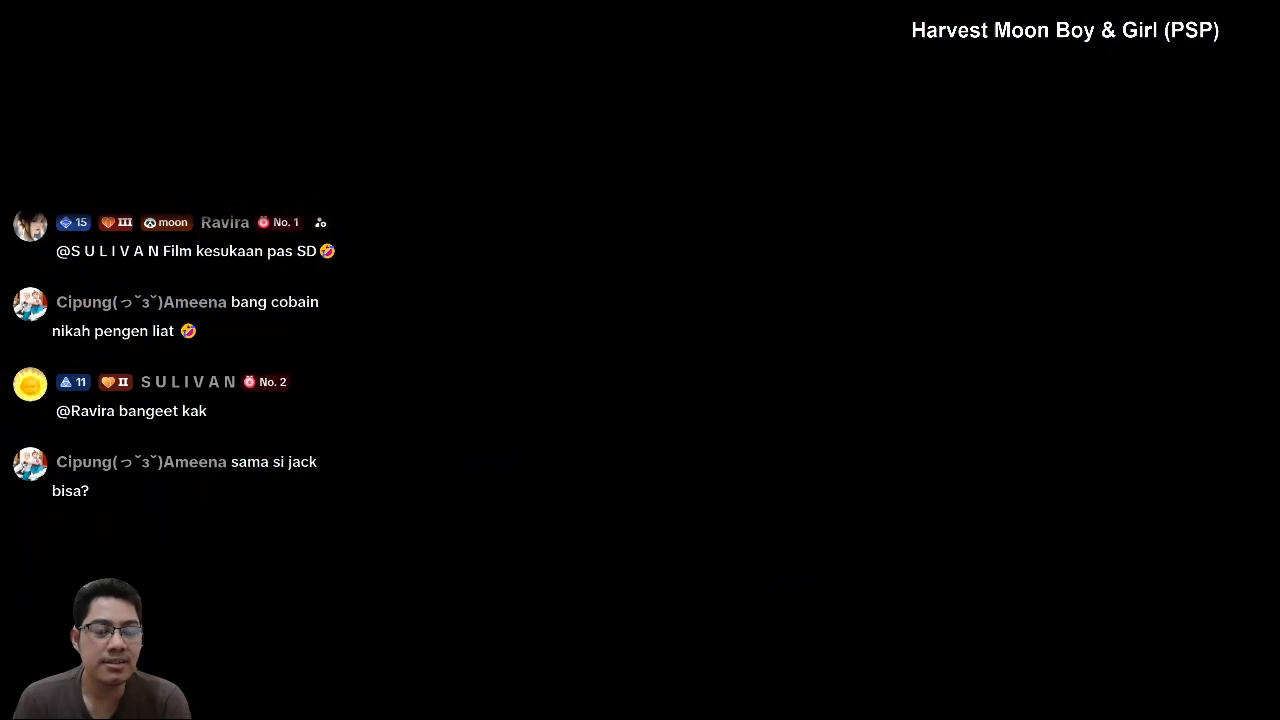 Harvest Moon Boy & Girl (PSP)
15 III moon Ravira No. 1
@S U L I V A N Film kesukaan pas SD🤣
Cipung(っ˘з˘)Ameena bang cobain
nikah pengen liat 🤣
11 II S U L I V A N No. 2
@Ravira bangeet kak
Cipung(っ˘з˘)Ameena sama si jack
bisa?